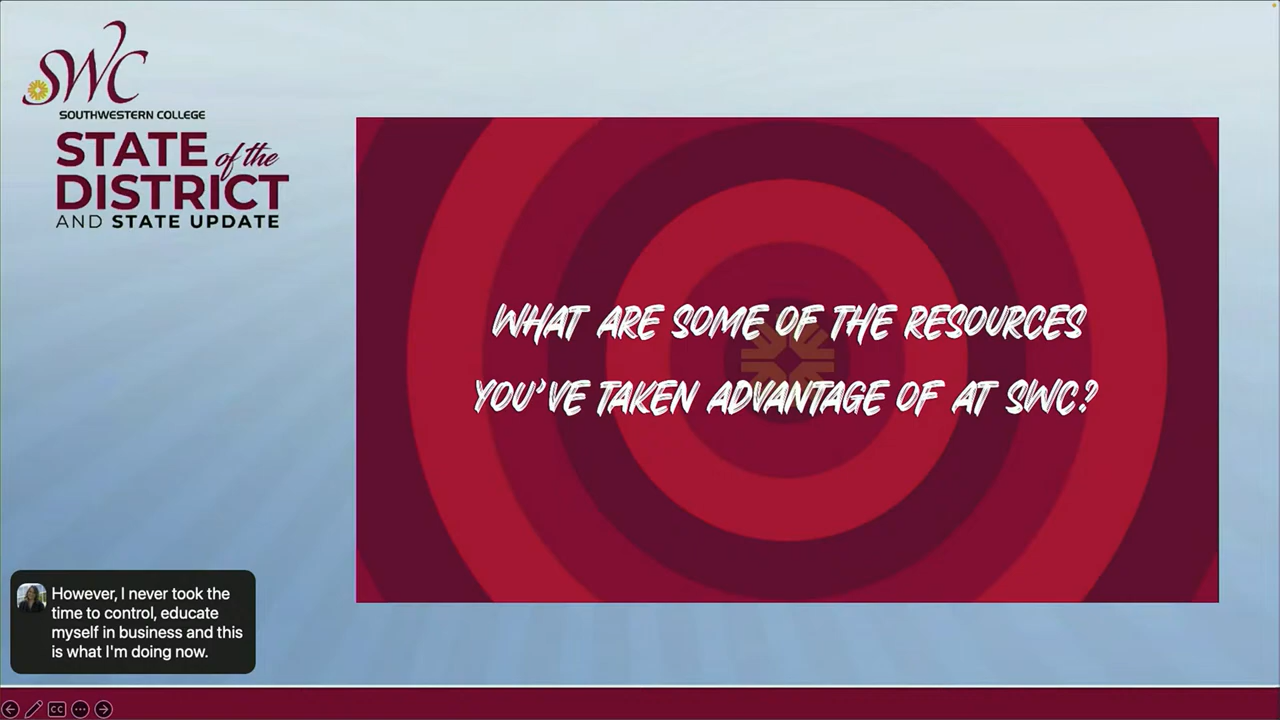 SWC
SOUTHWESTERN COLLEGE
STATE of the
DISTRICT
AND STATE UPDATE
WHAT ARE SOME OF THE RESOURCES
YOU'VE TAKEN ADVANTAGE OF AT SWC?
However, I never took the
time to control, educate
myself in business and this
is what I'm doing now.
CC